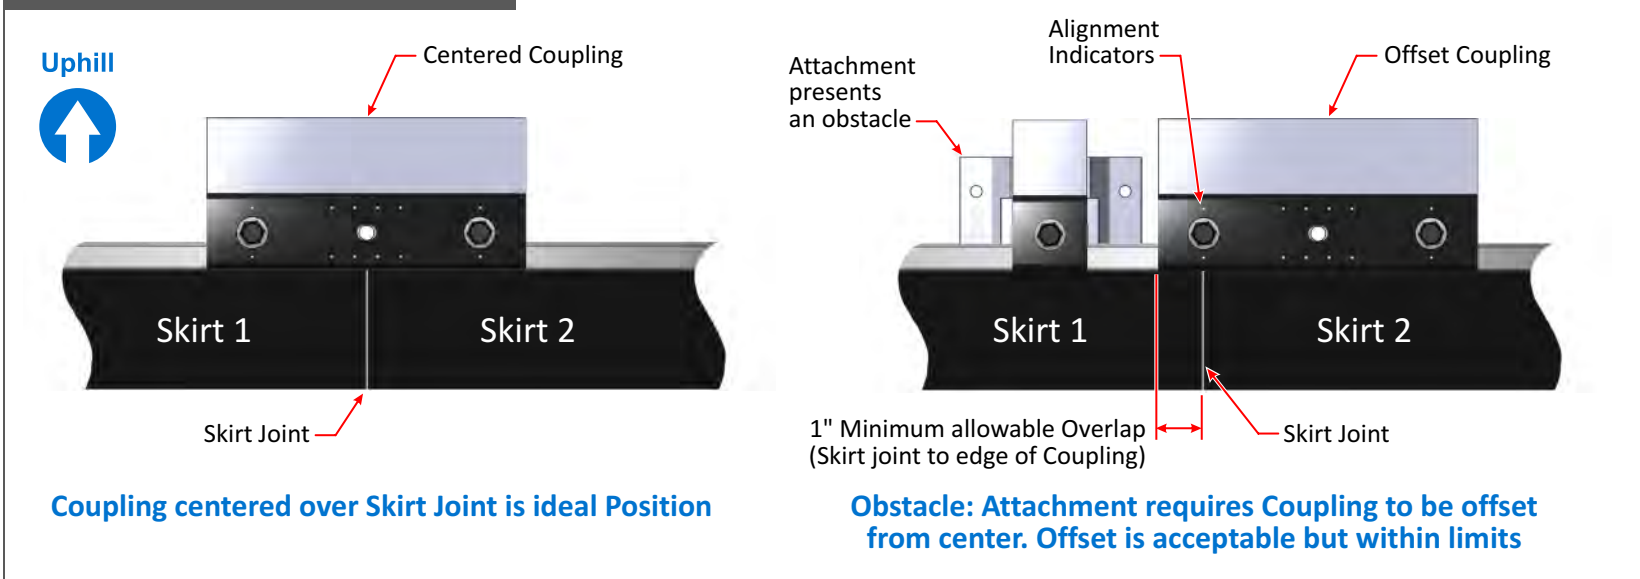 Uphill
Centered Coupling
Skirt 1
Skirt 2
Skirt Joint
Coupling centered over Skirt Joint is ideal Position
Attachment
presents
an obstacle
Alignment
Indicators
Offset Coupling
Skirt 1
Skirt 2
1" Minimum allowable Overlap
(Skirt joint to edge of Coupling)
Skirt Joint
Obstacle: Attachment requires Coupling to be offset
from center. Offset is acceptable but within limits